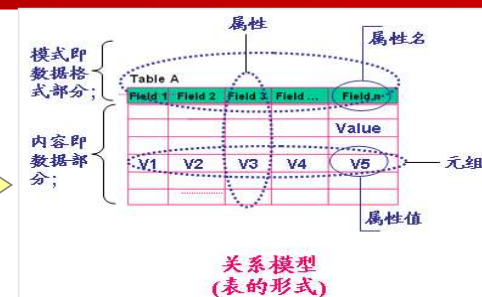 属性
属性名
模式即
数据格
式部分;
Table A
Field 1 Field 2 Field 3 Field ... Field n
Value
内容即
数据部
分;
V1 V2 V3 V4 V5
元组
属性值
关系模型
(表的形式)